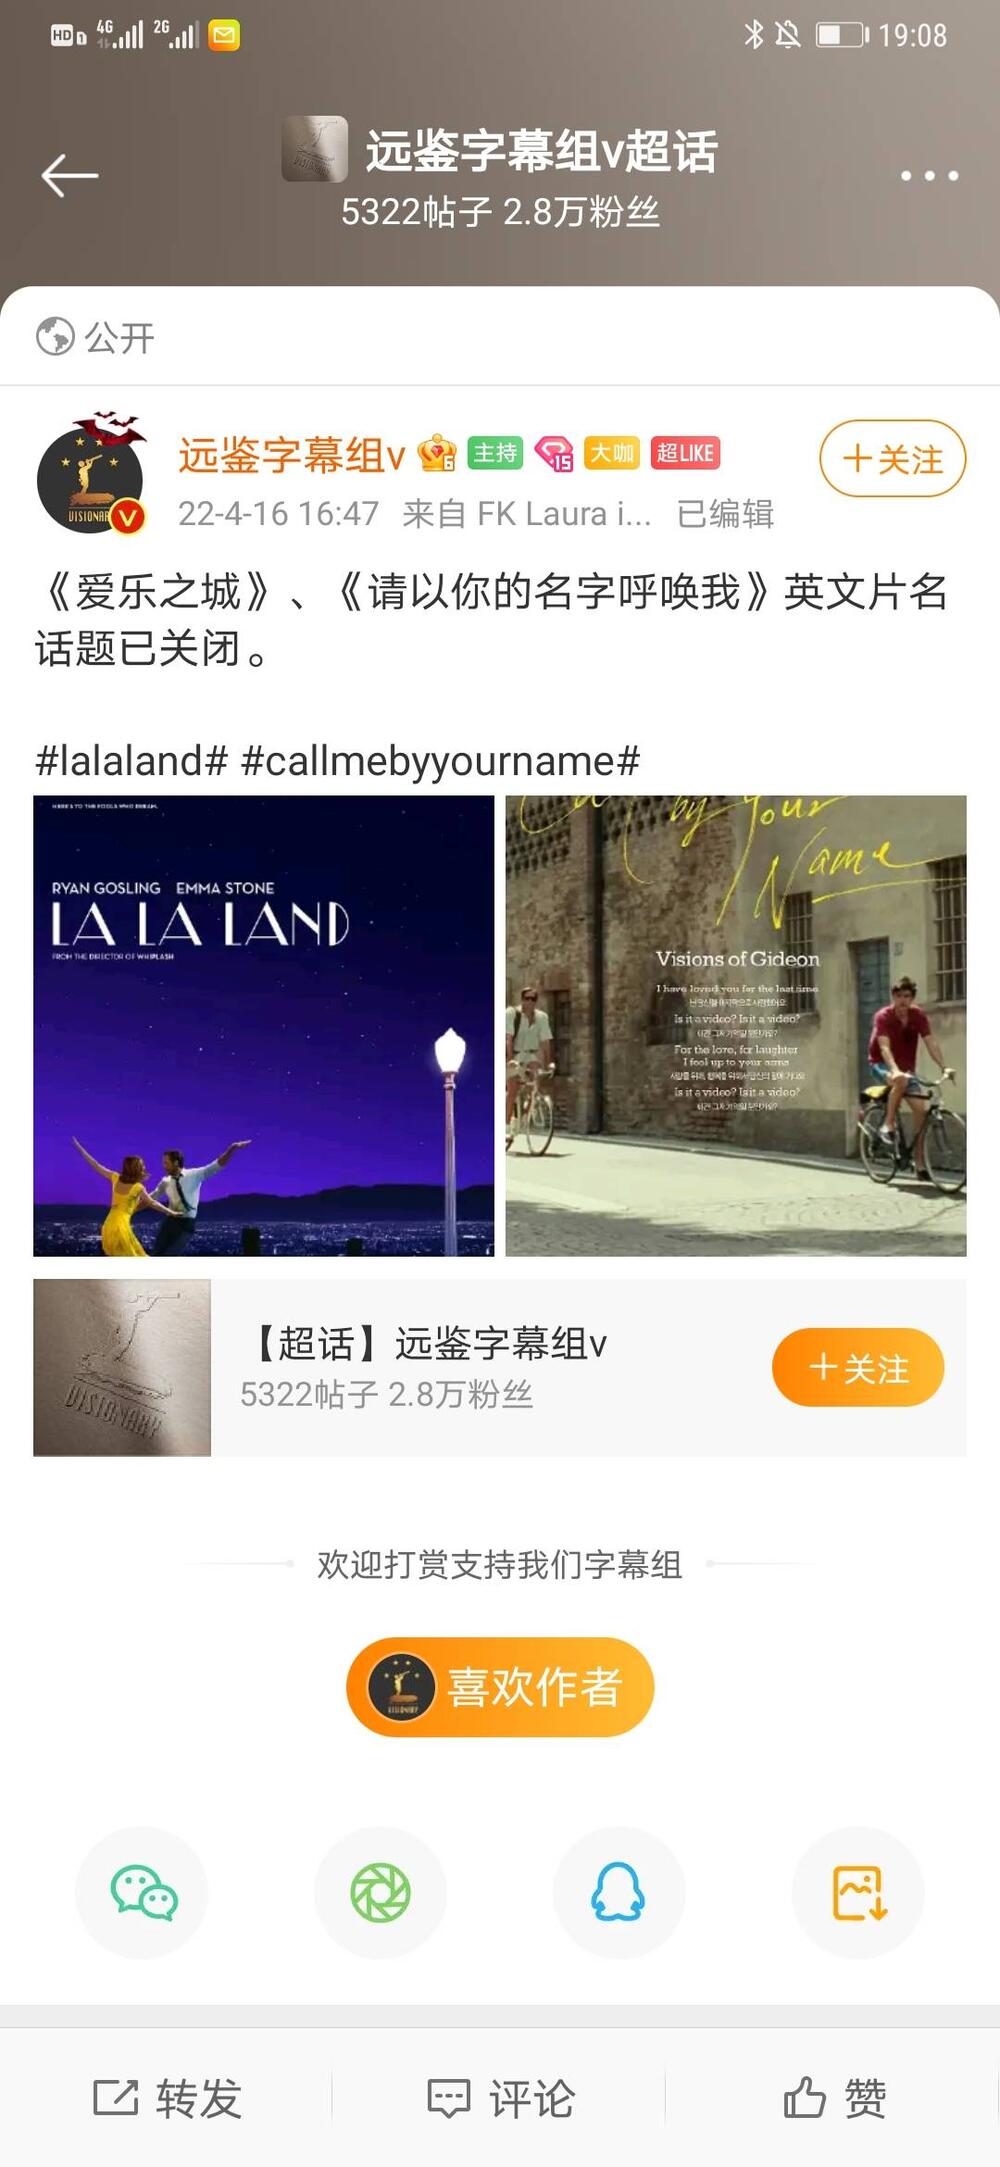 HD 1 4G 2G 19:08
远鉴字幕组v超话
5322帖子 2.8万粉丝
公开
远鉴字幕组v 6 主持 15 大咖 超LIKE
+关注
22-4-16 16:47 来自 FK Laura i... 已编辑
VISIONAR
V
《爱乐之城》、《请以你的名字呼唤我》英文片名
话题已关闭。
#lalaland# #callmebyyourname#
HERE'S TO THE FOOLS WHO DREAM.
RYAN GOSLING EMMA STONE
LA LA LAND
FROM THE DIRECTOR OF WHIPLASH
Call by Your
Name
Visions of Gideon
I have loved you for the last time
Is it a video? Is it a video?
For the love, for laughter
I feel up to your arms
Is it a video? Is it a video?
VISIONARY
【超话】远鉴字幕组v
5322帖子 2.8万粉丝
+关注
欢迎打赏支持我们字幕组
喜欢作者
转发
评论
赞